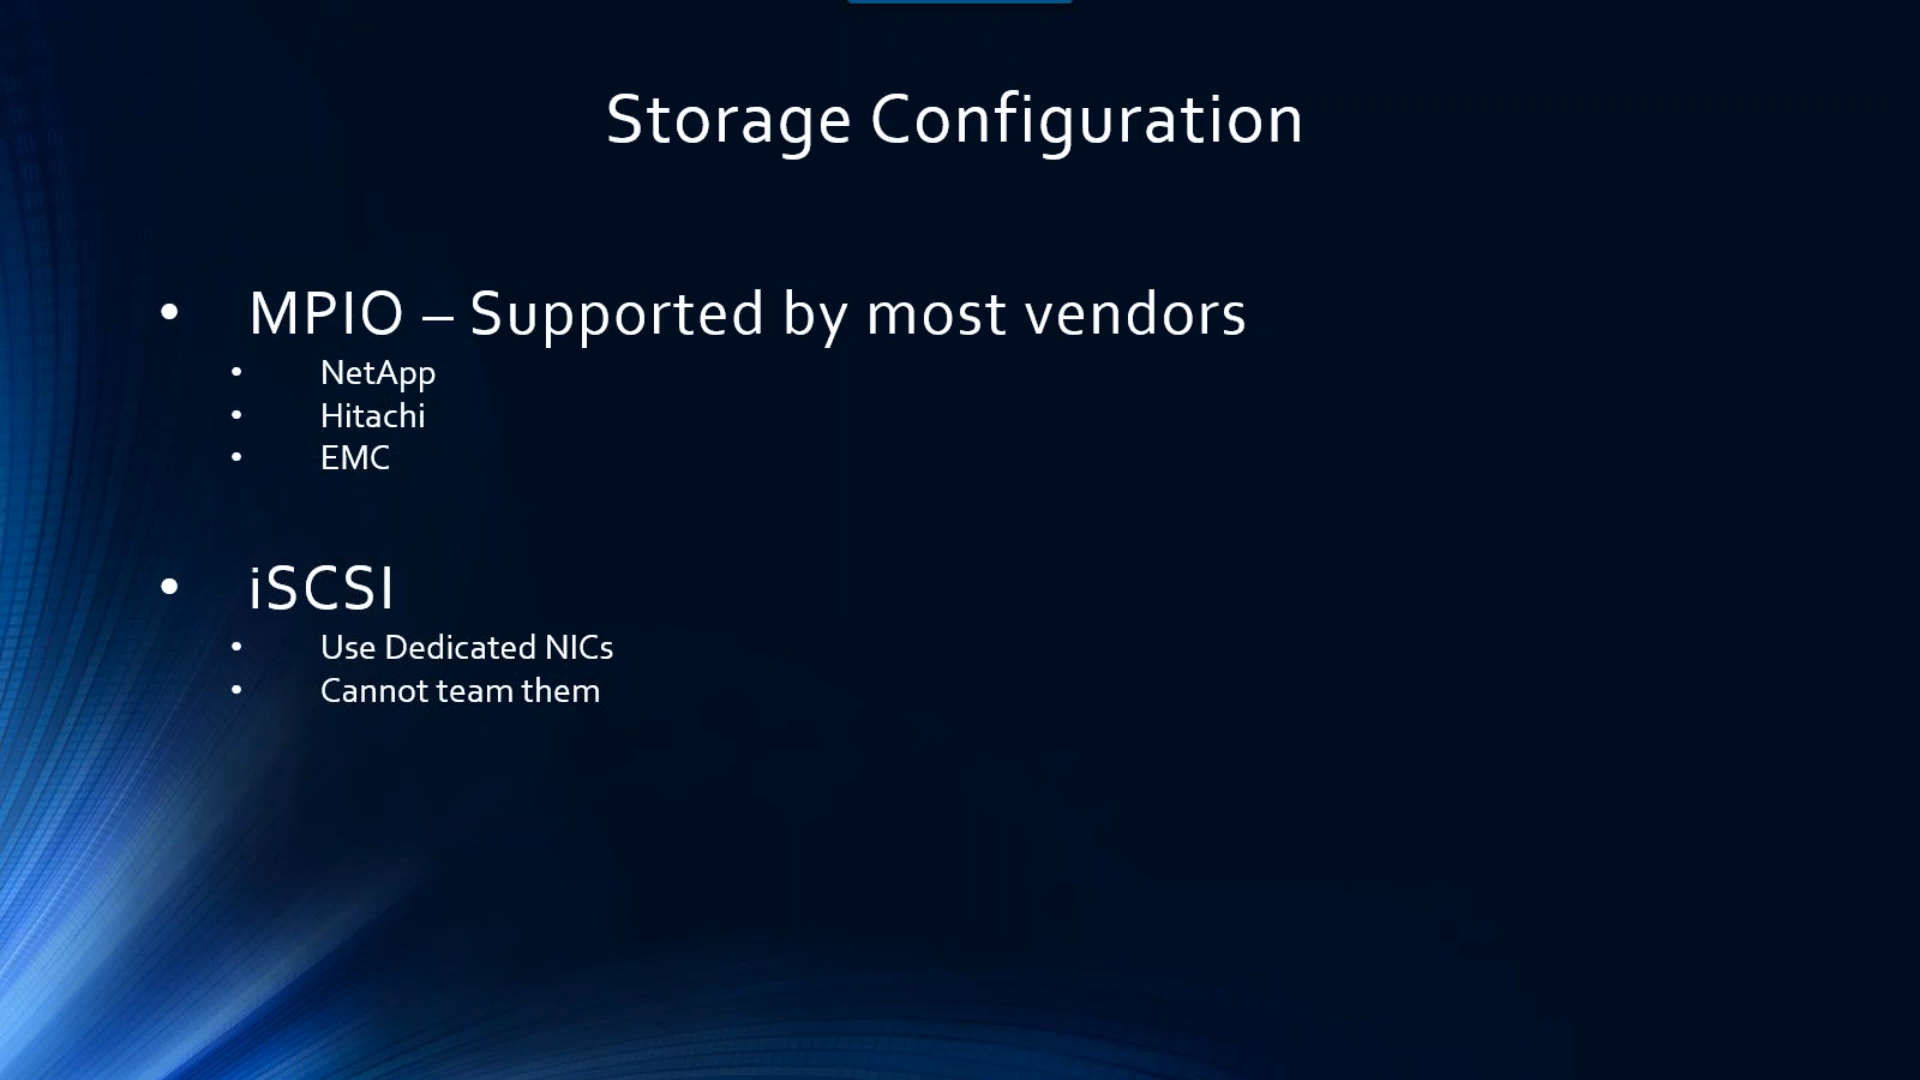 Storage Configuration
• MPIO – Supported by most vendors
• NetApp
• Hitachi
• EMC
• iSCSI
• Use Dedicated NICs
• Cannot team them